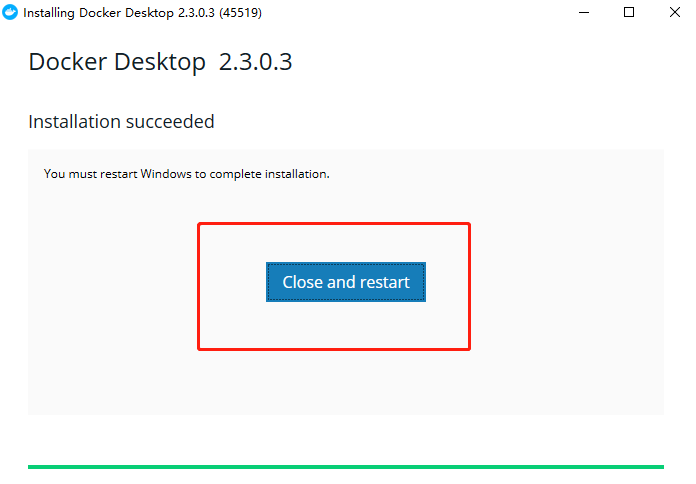 Installing Docker Desktop 2.3.0.3 (45519)
Docker Desktop 2.3.0.3
Installation succeeded
You must restart Windows to complete installation.
Close and restart